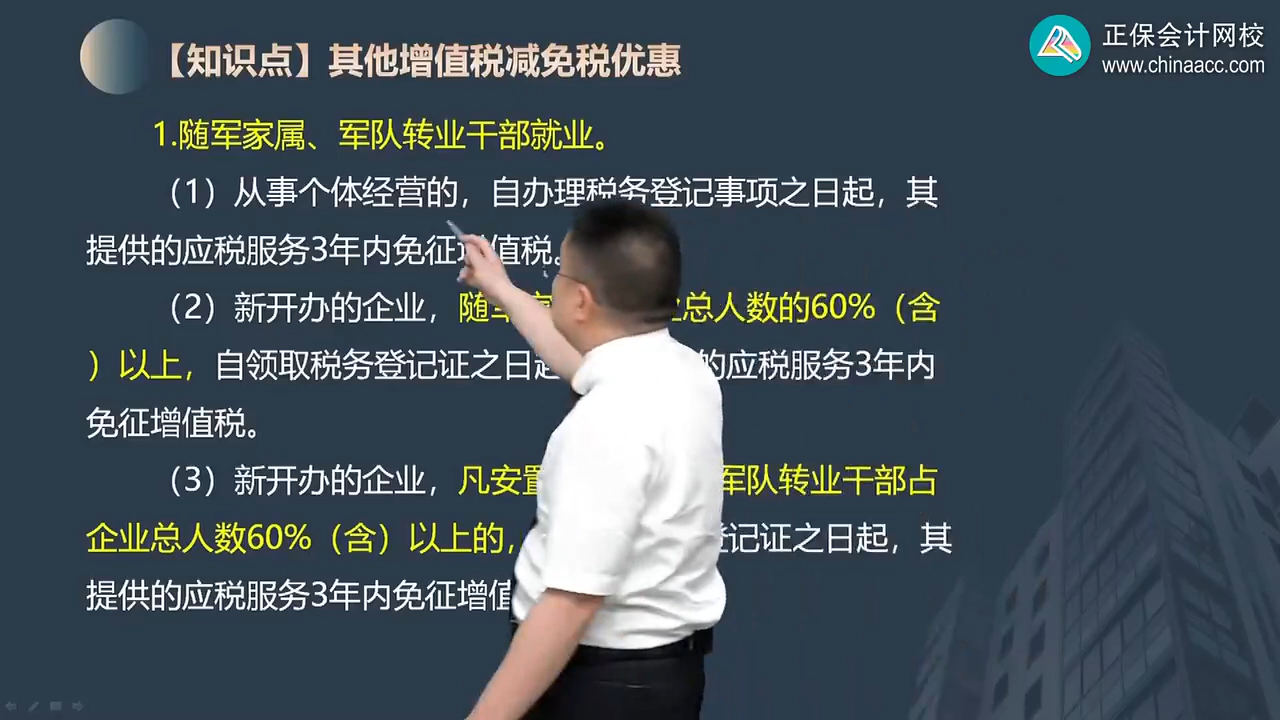 【知识点】其他增值税减免税优惠
正保会计网校
www.chinaacc.com
1.随军家属、军队转业干部就业。
（1）从事个体经营的，自办理税务登记事项之日起，其
提供的应税服务3年内免征增值税。
（2）新开办的企业，随军 业总人数的60%（含
）以上，自领取税务登记证之日起 的应税服务3年内
免征增值税。
（3）新开办的企业，凡安置 军队转业干部占
企业总人数60%（含）以上的， 登记证之日起，其
提供的应税服务3年内免征增值